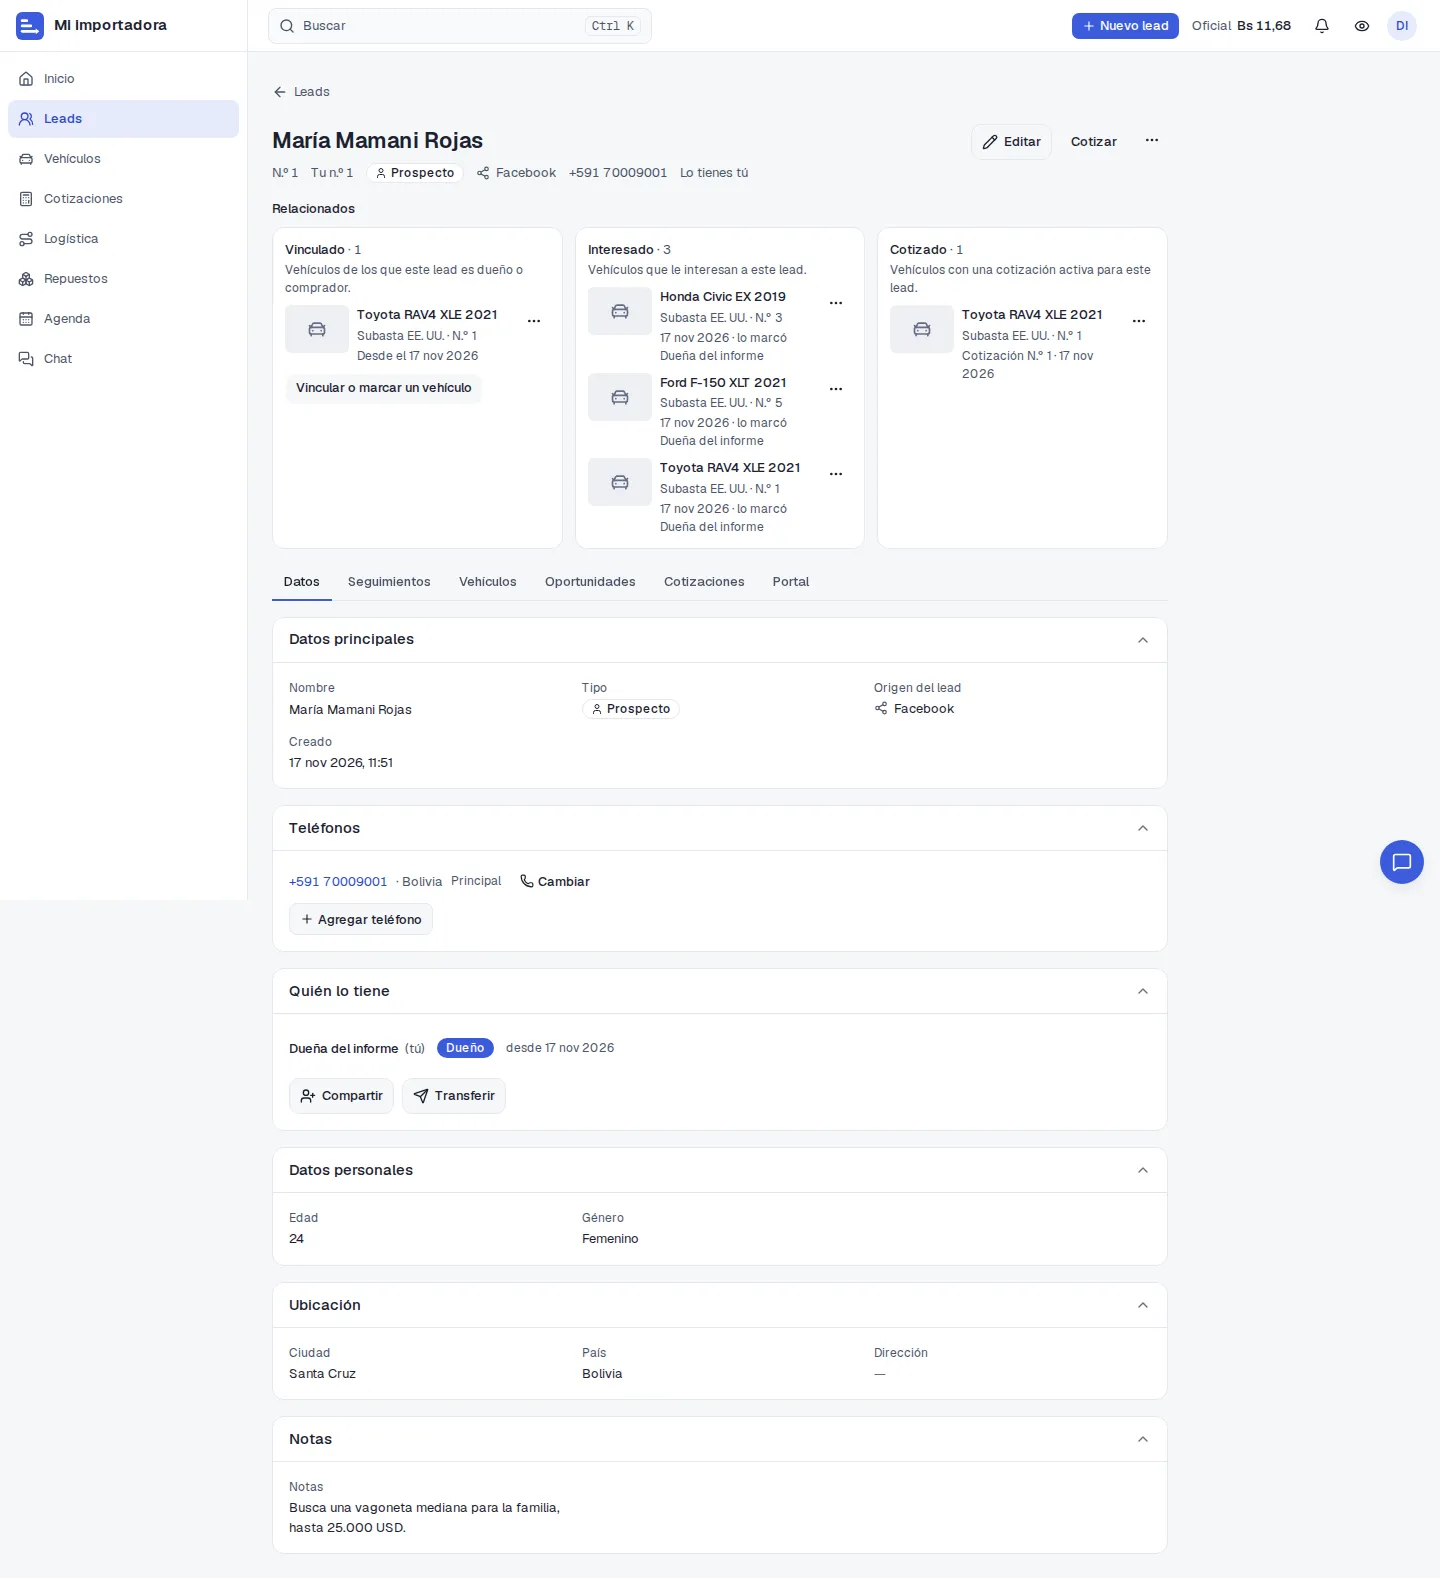 Mi importadora
Buscar
Ctrl K
Nuevo lead
Oficial Bs 11,68
DI
Inicio
Leads
Vehículos
Cotizaciones
Logística
Repuestos
Agenda
Chat
Leads
María Mamani Rojas
Editar
Cotizar
N.º 1 Tu n.º 1 Prospecto Facebook +591 70009001 Lo tienes tú
Relacionados
Vinculado · 1
Vehículos de los que este lead es dueño o
comprador.
Toyota RAV4 XLE 2021
Subasta EE. UU. · N.º 1
Desde el 17 nov 2026
Vincular o marcar un vehículo
Interesado · 3
Vehículos que le interesan a este lead.
Honda Civic EX 2019
Subasta EE. UU. · N.º 3
17 nov 2026 · lo marcó
Dueña del informe
Ford F-150 XLT 2021
Subasta EE. UU. · N.º 5
17 nov 2026 · lo marcó
Dueña del informe
Toyota RAV4 XLE 2021
Subasta EE. UU. · N.º 1
17 nov 2026 · lo marcó
Dueña del informe
Cotizado · 1
Vehículos con una cotización activa para este
lead.
Toyota RAV4 XLE 2021
Subasta EE. UU. · N.º 1
Cotización N.º 1 · 17 nov
2026
Datos Seguimientos Vehículos Oportunidades Cotizaciones Portal
Datos principales
Nombre
María Mamani Rojas
Tipo
Prospecto
Origen del lead
Facebook
Creado
17 nov 2026, 11:51
Teléfonos
+591 70009001 · Bolivia Principal Cambiar
Agregar teléfono
Quién lo tiene
Dueña del informe (tú) Dueño desde 17 nov 2026
Compartir
Transferir
Datos personales
Edad
24
Género
Femenino
Ubicación
Ciudad
Santa Cruz
País
Bolivia
Dirección
—
Notas
Notas
Busca una vagoneta mediana para la familia,
hasta 25.000 USD.